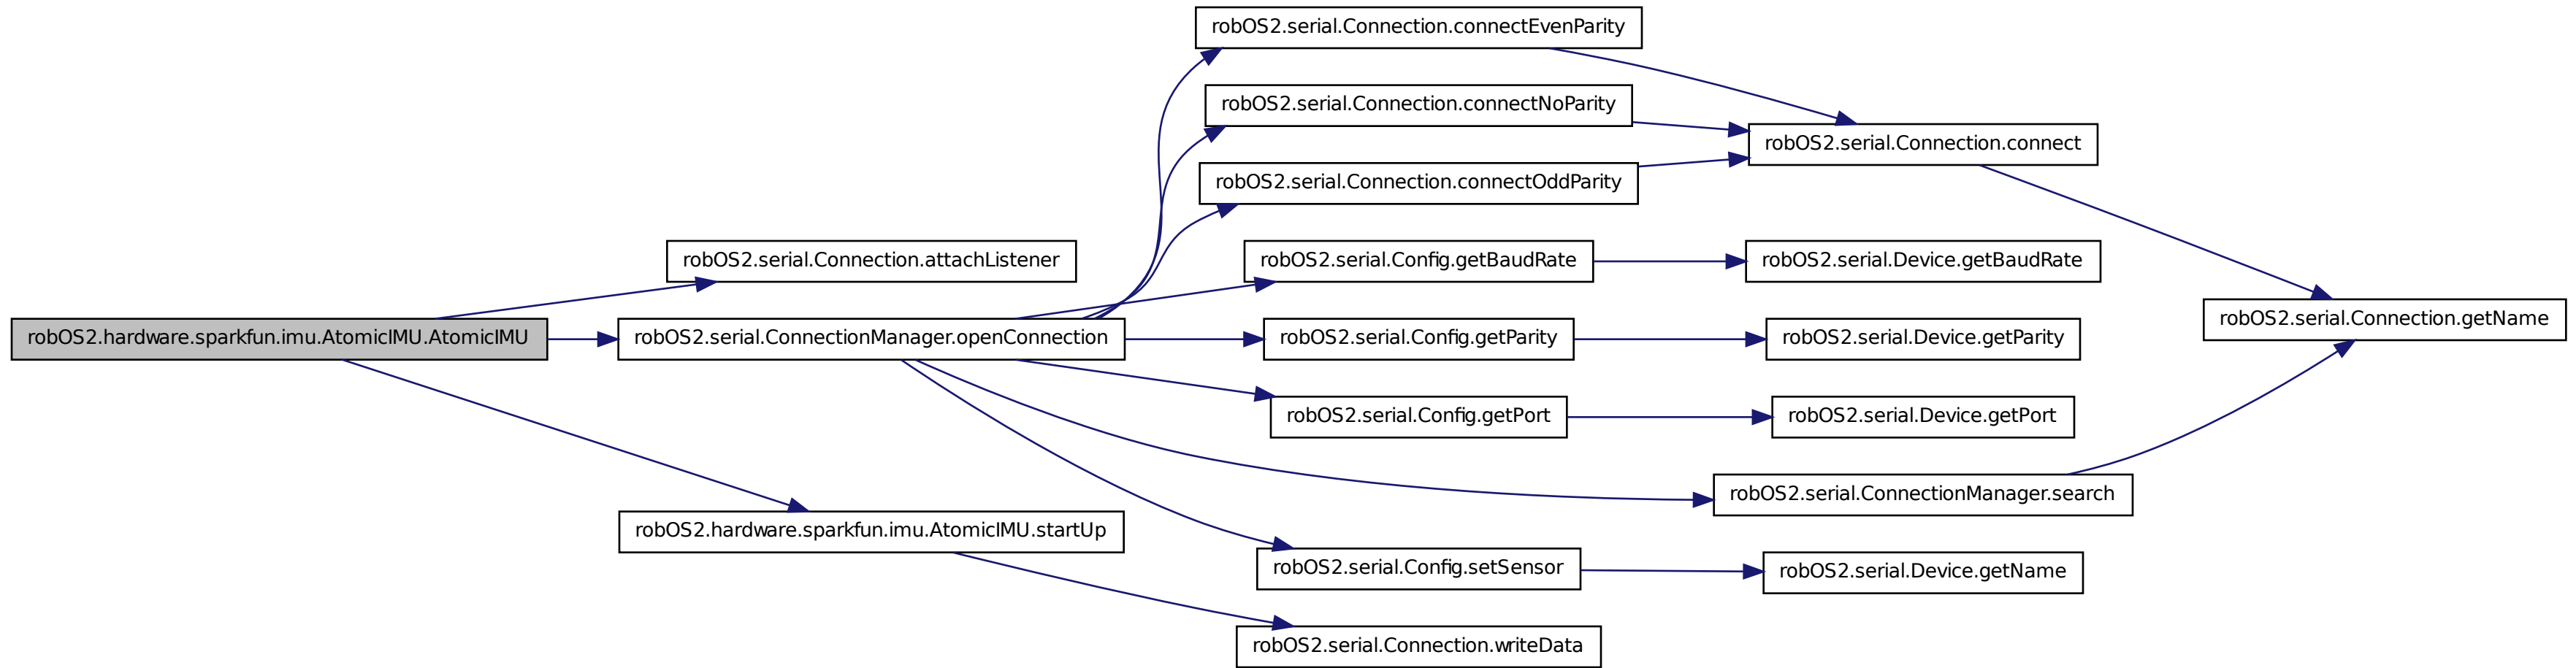 robOS2.serial.Connection.connectEvenParity
robOS2.serial.Connection.connectNoParity
robOS2.serial.Connection.connect
robOS2.serial.Connection.connectOddParity
robOS2.serial.Connection.attachListener
robOS2.serial.Config.getBaudRate
robOS2.serial.Device.getBaudRate
robOS2.serial.Connection.getName
robOS2.hardware.sparkfun.imu.AtomicIMU.AtomicIMU
robOS2.serial.ConnectionManager.openConnection
robOS2.serial.Config.getParity
robOS2.serial.Device.getParity
robOS2.serial.Config.getPort
robOS2.serial.Device.getPort
robOS2.serial.ConnectionManager.search
robOS2.hardware.sparkfun.imu.AtomicIMU.startUp
robOS2.serial.Config.setSensor
robOS2.serial.Device.getName
robOS2.serial.Connection.writeData